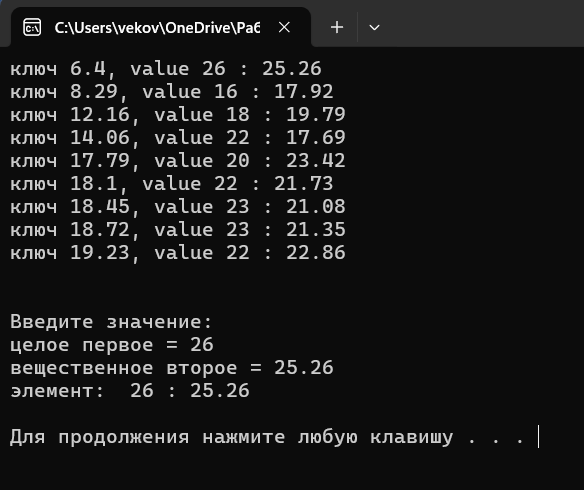 C:\Users\vekov\OneDrive\Раб
ключ 6.4, value 26 : 25.26
ключ 8.29, value 16 : 17.92
ключ 12.16, value 18 : 19.79
ключ 14.06, value 22 : 17.69
ключ 17.79, value 20 : 23.42
ключ 18.1, value 22 : 21.73
ключ 18.45, value 23 : 21.08
ключ 18.72, value 23 : 21.35
ключ 19.23, value 22 : 22.86
Введите значение:
целое первое = 26
вещественное второе = 25.26
элемент:  26 : 25.26
Для продолжения нажмите любую клавишу . . .